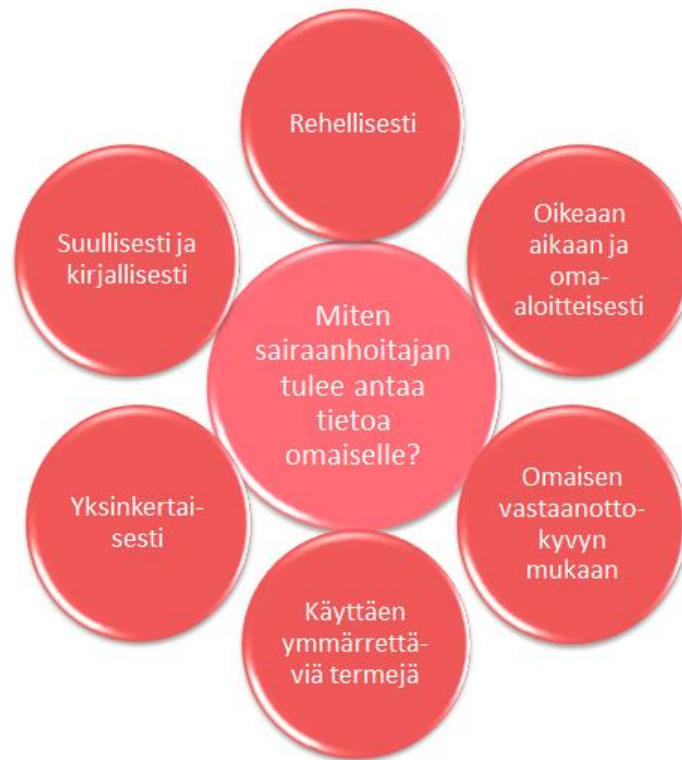 Rehellisesti
Oikeaan
aikaan ja
oma-
aloitteisesti
Omaisen
vastaanotto-
kyvyn
mukaan
Käyttäen
ymmärrettä-
viä termejä
Yksinkertai-
sesti
Suullisesti ja
kirjallisesti
Miten
sairaanhoitajan
tulee antaa
tietoa
omaiselle?